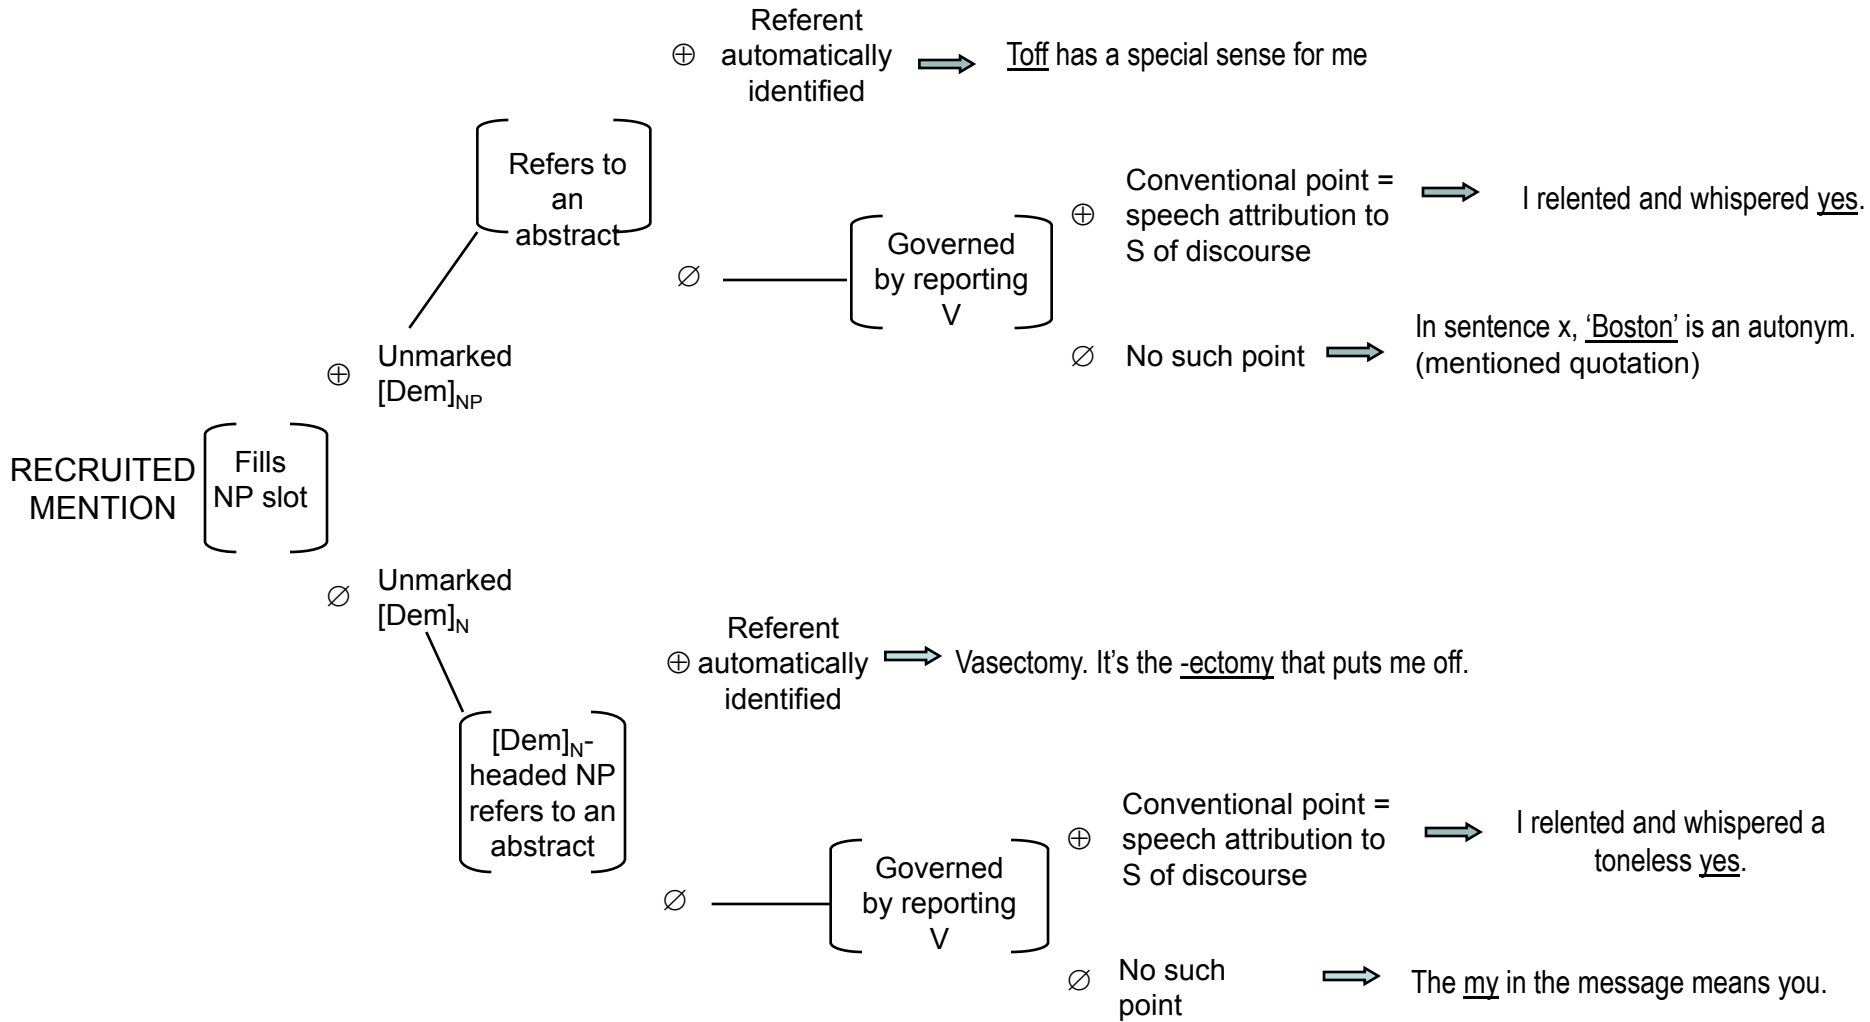 Referent
automatically
identified
⊕
Toff has a special sense for me
Refers to
an
abstract
Conventional point =
speech attribution to
S of discourse
⊕
I relented and whispered yes.
∅
Governed
by reporting
V
∅
No such point
In sentence x, ‘Boston’ is an autonym.
(mentioned quotation)
⊕
Unmarked
[Dem]NP
RECRUITED
MENTION
Fills
NP slot
∅
Unmarked
[Dem]N
Referent
⊕ automatically
identified
Vasectomy. It’s the -ectomy that puts me off.
[Dem]N-
headed NP
refers to an
abstract
Conventional point =
speech attribution to
S of discourse
⊕
I relented and whispered a
toneless yes.
∅
Governed
by reporting
V
∅
No such
point
The my in the message means you.